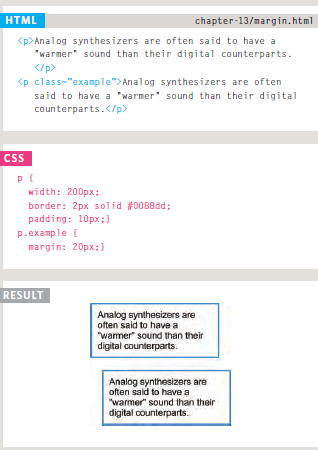 HTML
chapter-13/margin.html
<p>Analog synthesizers are often said to have a
"warmer" sound than their digital counterparts.
</p>
<p class="example">Analog synthesizers are often
said to have a "warmer" sound than their digital
counterparts.</p>
CSS
p {
width: 200px;
border: 2px solid #0088dd;
padding: 10px;}
p.example {
margin: 20px;}
RESULT
Analog synthesizers are
often said to have a
"warmer" sound than their
digital counterparts.
Analog synthesizers are
often said to have a
"warmer" sound than their
digital counterparts.